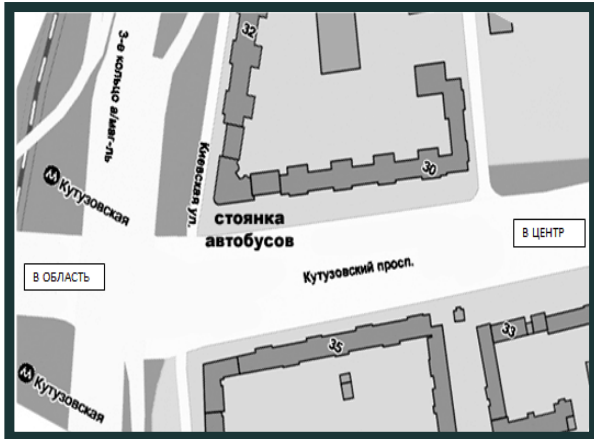 32
3-е кольцо а/маг-ль
Киевская ул.
М Кутузовская
30
стоянка
автобусов
В ЦЕНТР
В ОБЛАСТЬ
Кутузовский просп.
33
35
М Кутузовская